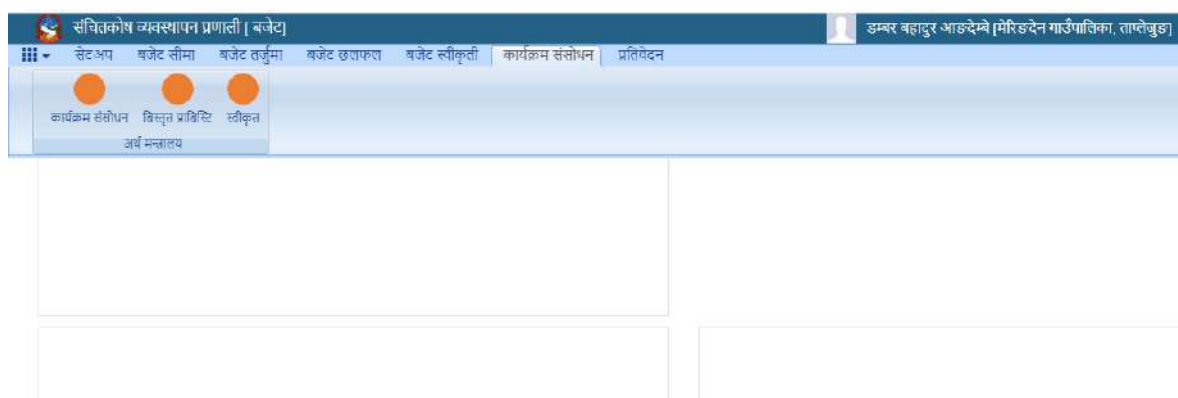 संचितकोष व्यवस्थापन प्रणाली [ बजेट] डम्बर बहादुर आङदेम्बे [मेरिङदेन गाउँपालिका, ताप्लेजुङ]
सेटअप बजेट सीमा बजेट तर्जुमा बजेट छलफल बजेट स्वीकृती कार्यक्रम संसोधन प्रतिवेदन
कार्यक्रम संसोधन बिस्तृत प्राबिस्टि स्वीकृत
अर्थ मन्त्रालय